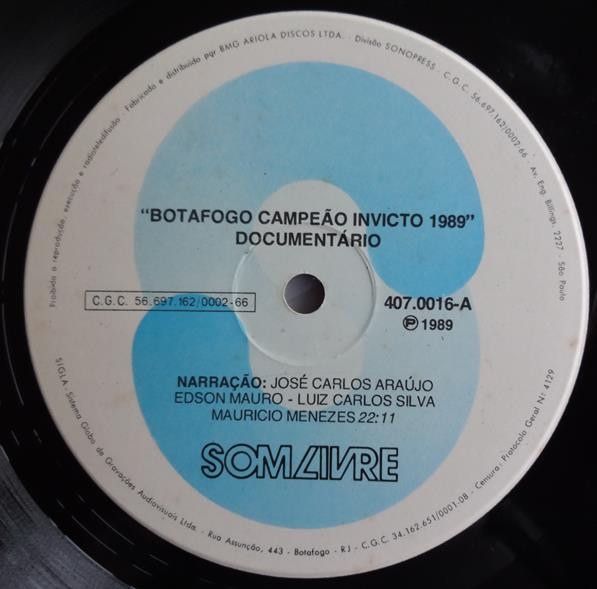 Proibida a reprodução, execução e radioteledifusão · Fabricado e distribuido por BMG ARIOLA DISCOS LTDA. · Divisão SONOPRESS - C.G.C. 56.697.162/0002-66 · Av. Eng. Billings, 2227 - São Paulo
"BOTAFOGO CAMPEÃO INVICTO 1989"
DOCUMENTÁRIO
C.G.C. 56.697.162/0002-66
407.0016-A
Ⓟ 1989
NARRAÇÃO: JOSÉ CARLOS ARAÚJO
EDSON MAURO - LUIZ CARLOS SILVA
MAURICIO MENEZES 22:11
SOM LIVRE
SIGLA - Sistema Globo de Gravações Audiovisuais Ltda. - Rua Assunção, 443 - Botafogo - RJ - C.G.C. 34.162.651/0001-08 - Censura: Protocolo Geral Nº 4129